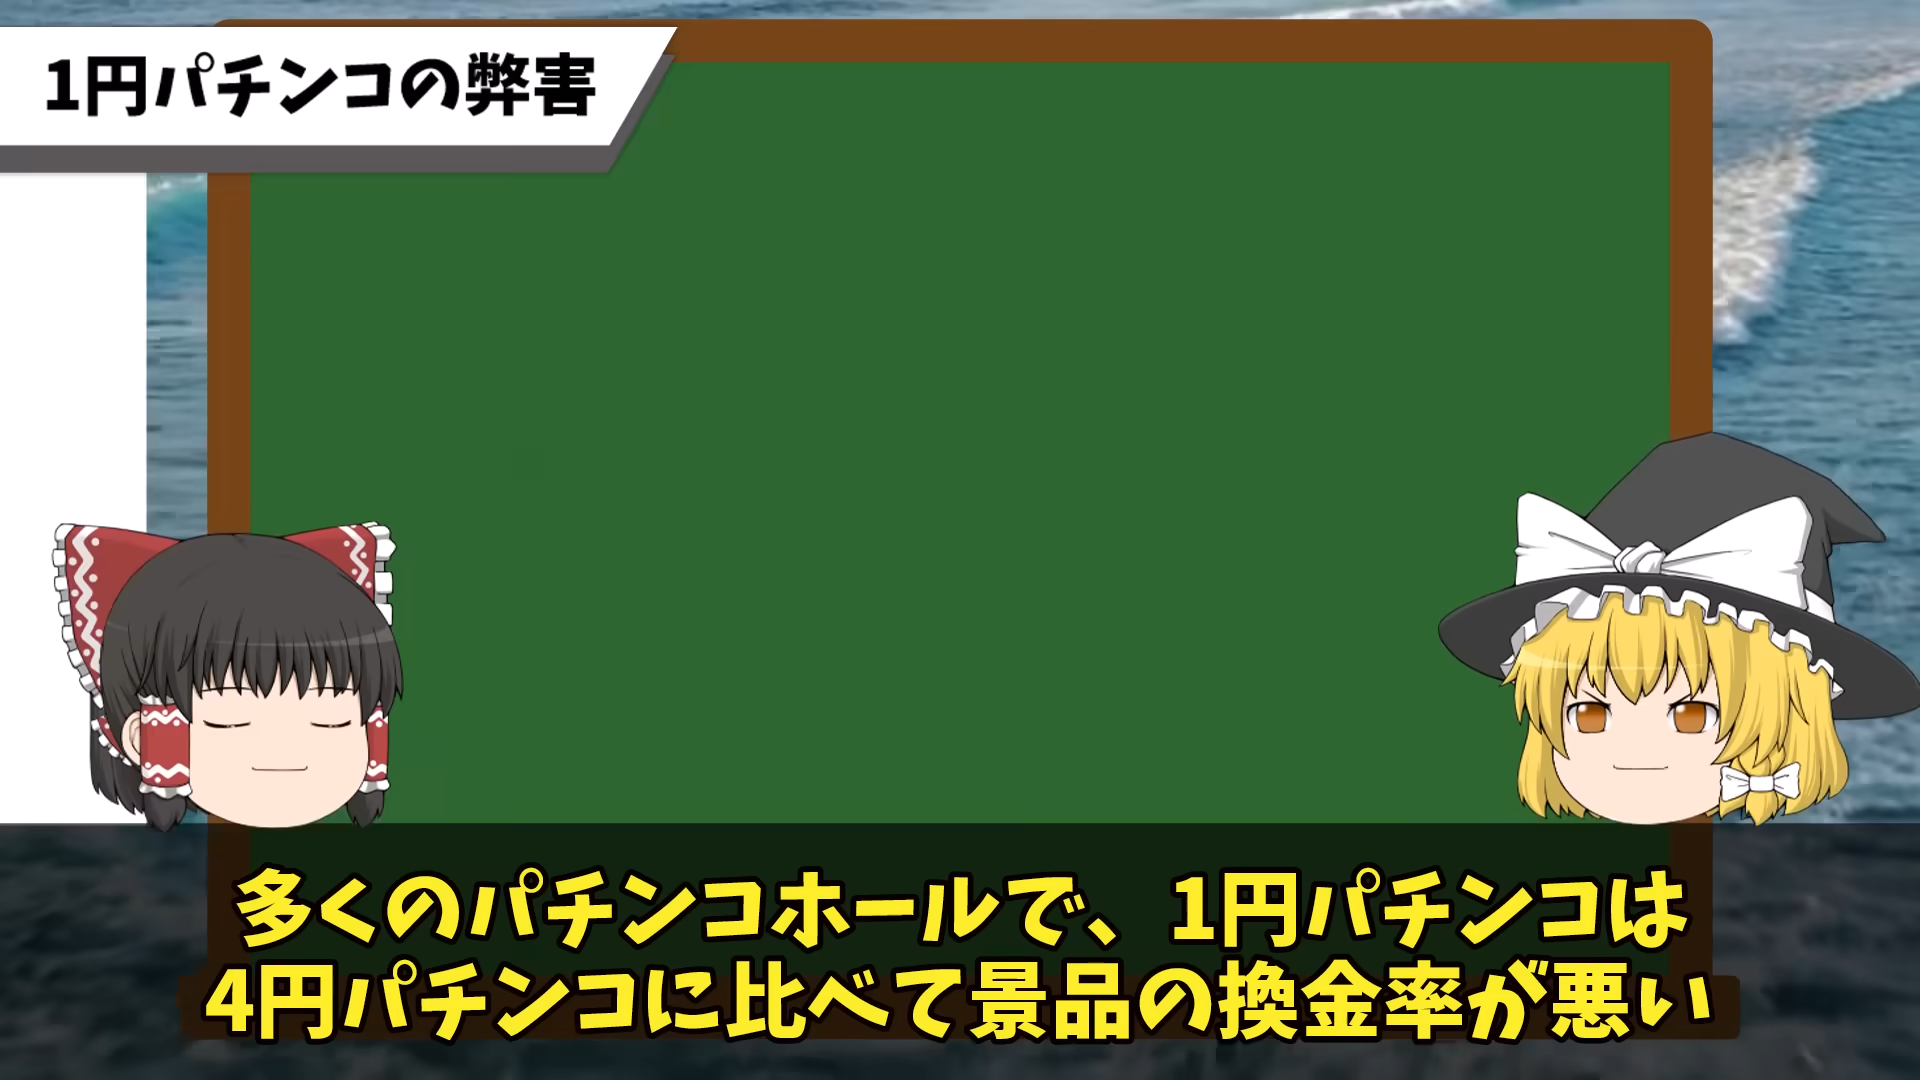 1円パチンコの弊害
多くのパチンコホールで、1円パチンコは
4円パチンコに比べて景品の換金率が悪い